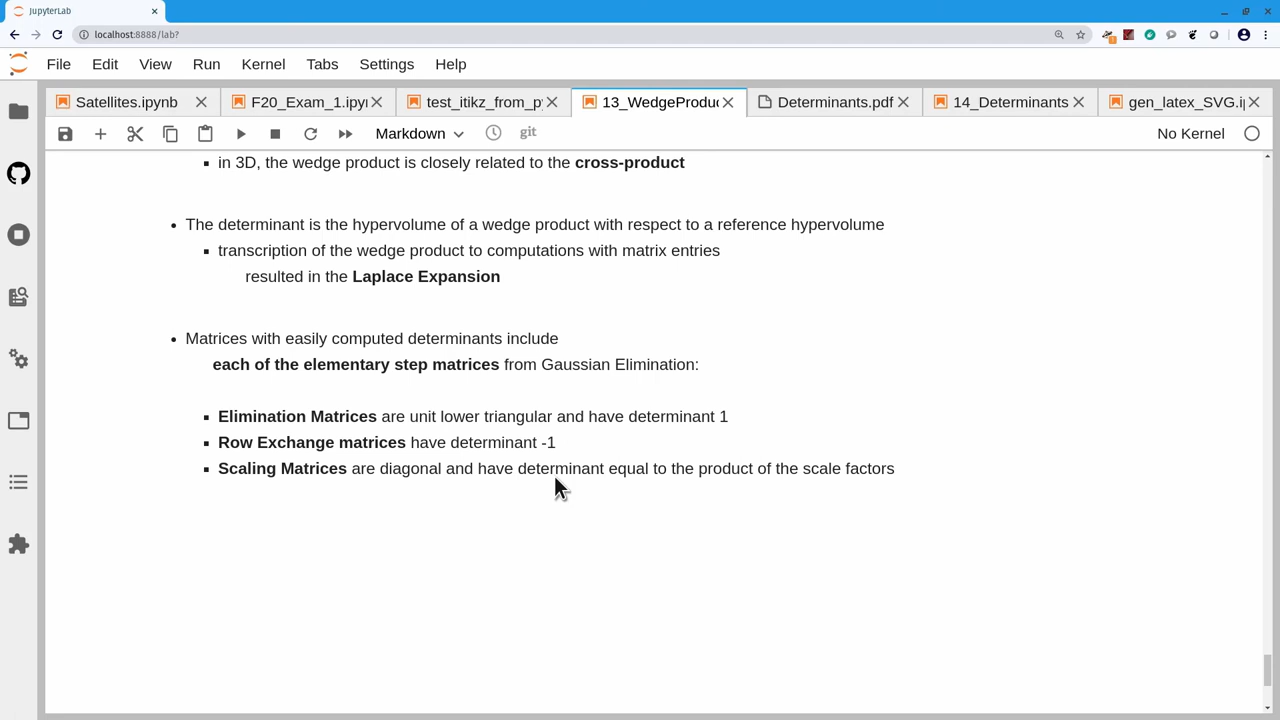 JupyterLab
localhost:8888/lab?
File Edit View Run Kernel Tabs Settings Help
Satellites.ipynb F20_Exam_1.ipyn test_itikz_from_py 13_WedgeProduc Determinants.pdf 14_Determinants gen_latex_SVG.ip
Markdown git No Kernel
▪ in 3D, the wedge product is closely related to the cross-product
• The determinant is the hypervolume of a wedge product with respect to a reference hypervolume
▪ transcription of the wedge product to computations with matrix entries
resulted in the Laplace Expansion
• Matrices with easily computed determinants include
each of the elementary step matrices from Gaussian Elimination:
▪ Elimination Matrices are unit lower triangular and have determinant 1
▪ Row Exchange matrices have determinant -1
▪ Scaling Matrices are diagonal and have determinant equal to the product of the scale factors